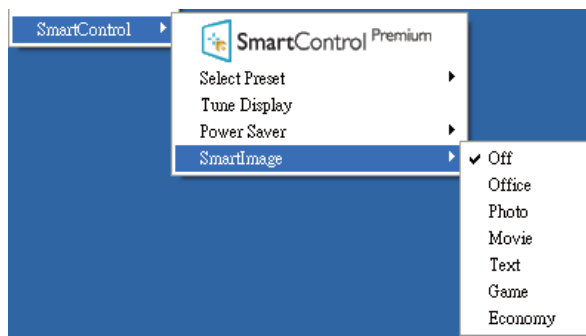 SmartControl
SmartControl Premium
Select Preset
Tune Display
Power Saver
SmartImage
Off
Office
Photo
Movie
Text
Game
Economy